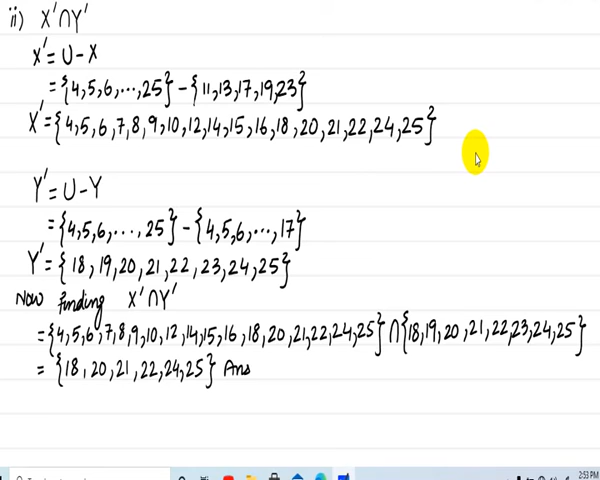 ii) X'∩Y'
X' = U - X
= {4,5,6,...,25} - {11,13,17,19,23}
X' = {4,5,6,7,8,9,10,12,14,15,16,18,20,21,22,24,25}
Y' = U - Y
= {4,5,6,...,25} - {4,5,6,...,17}
Y' = {18,19,20,21,22,23,24,25}
Now finding X'∩Y'
= {4,5,6,7,8,9,10,12,14,15,16,18,20,21,22,24,25} ∩ {18,19,20,21,22,23,24,25}
= {18,20,21,22,24,25} Ans
2:53 PM